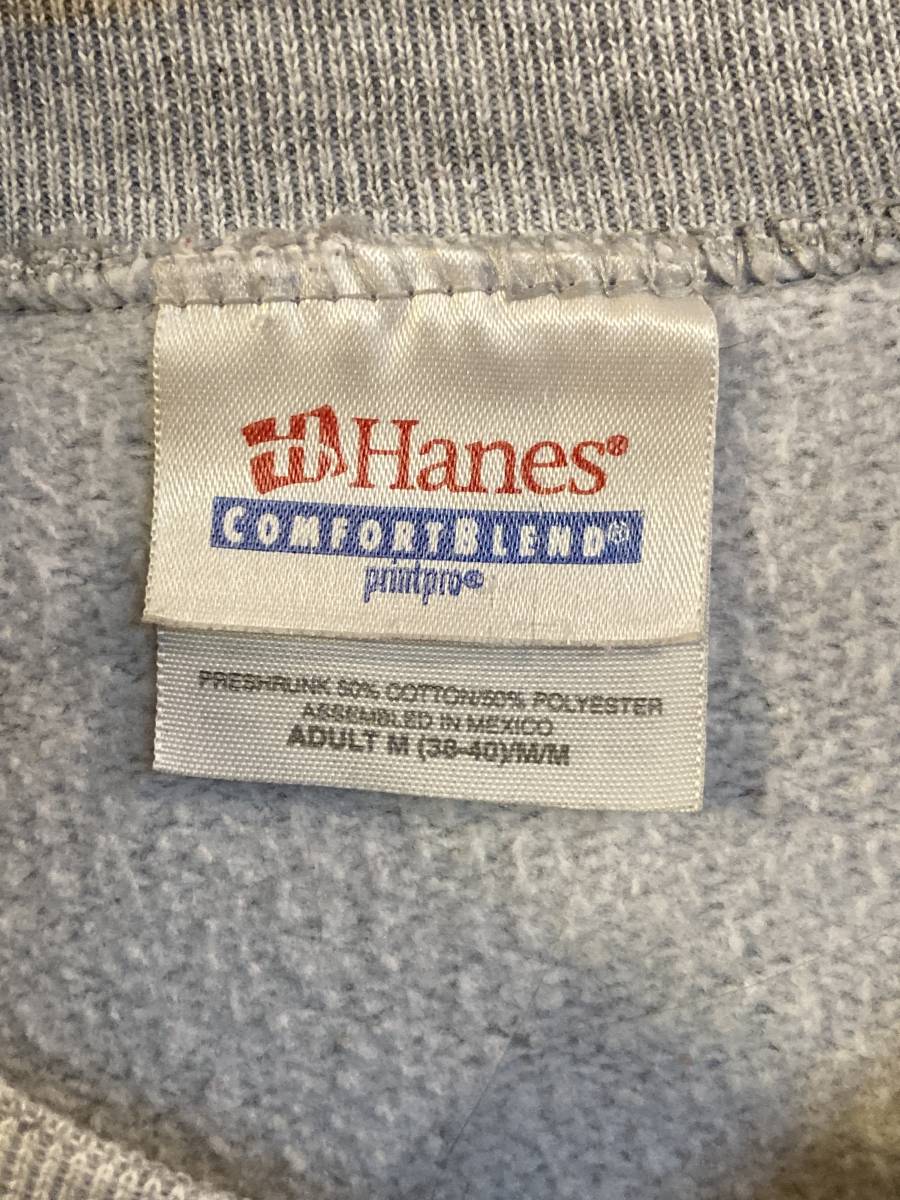 Hanes®
COMFORTBLEND®
printpro®
PRESHRUNK 50% COTTON/50% POLYESTER
ASSEMBLED IN MEXICO
ADULT M (38-40)/M/M